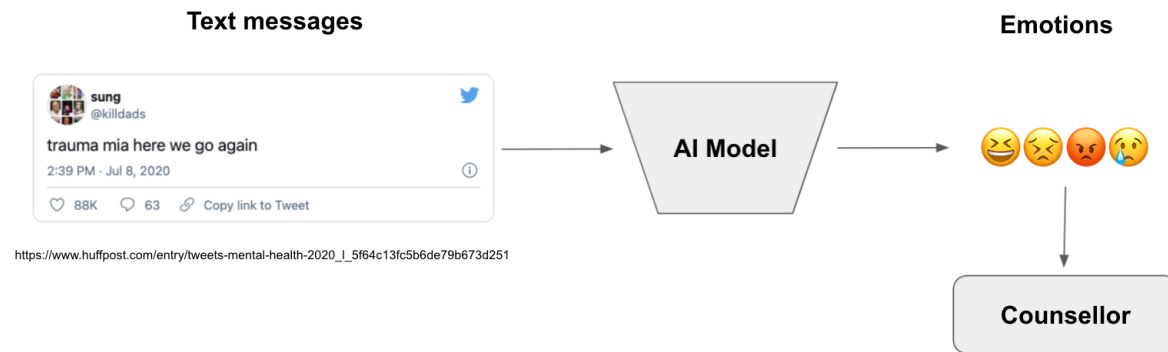 Text messages
Emotions
sung
@killdads
trauma mia here we go again
2:39 PM · Jul 8, 2020
88K 63 Copy link to Tweet
AI Model
https://www.huffpost.com/entry/tweets-mental-health-2020_l_5f64c13fc5b6de79b673d251
Counsellor